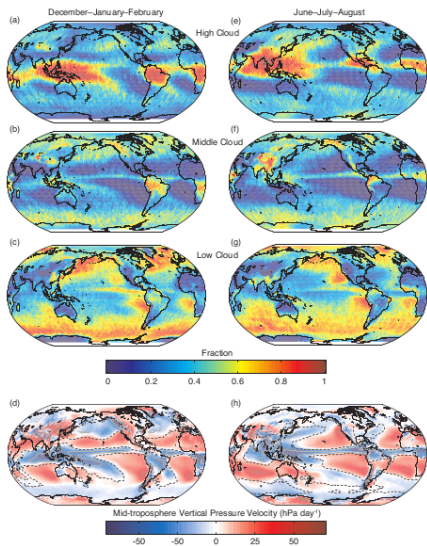 December–January–February
June–July–August
(a)
High Cloud
(e)
(b)
Middle Cloud
(f)
(c)
Low Cloud
(g)
Fraction
0 0.2 0.4 0.6 0.8 1
(d)
(h)
Mid-troposphere Vertical Pressure Velocity (hPa day⁻¹)
-50 -50 0 25 50